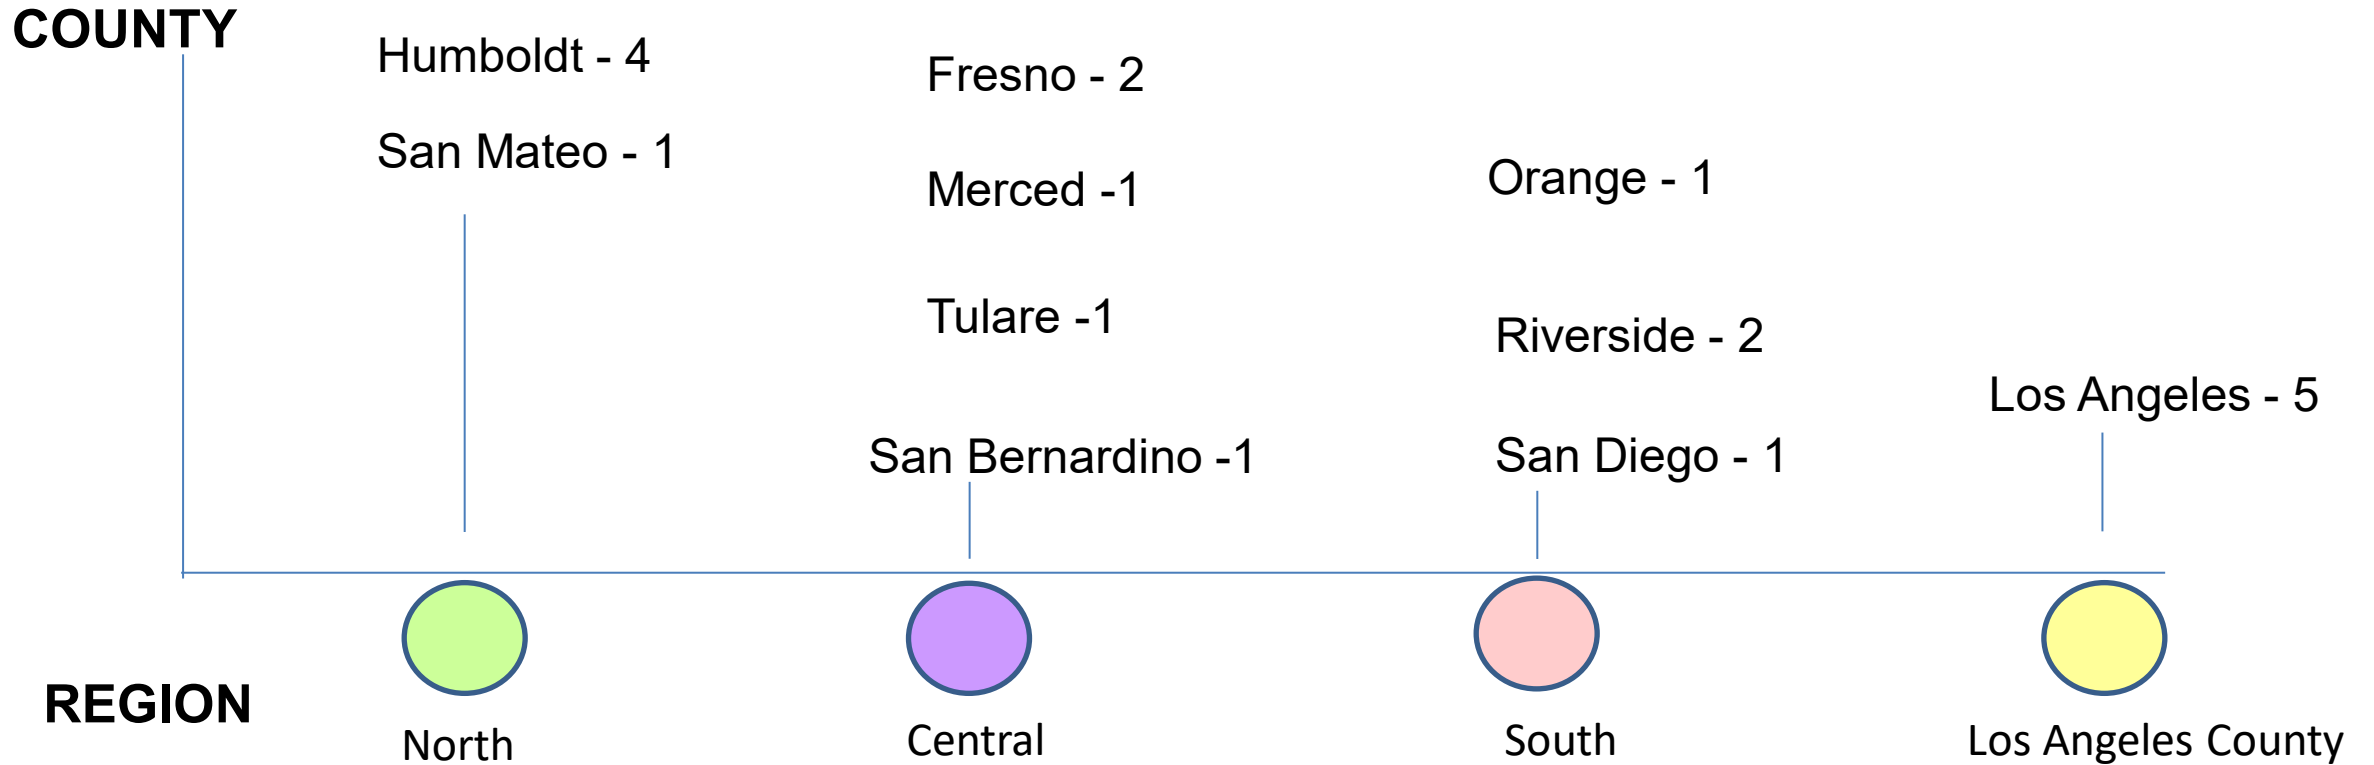 COUNTY
Humboldt - 4
San Mateo - 1
Fresno - 2
Merced -1
Tulare -1
San Bernardino -1
Orange - 1
Riverside - 2
San Diego - 1
Los Angeles - 5
REGION
North
Central
South
Los Angeles County